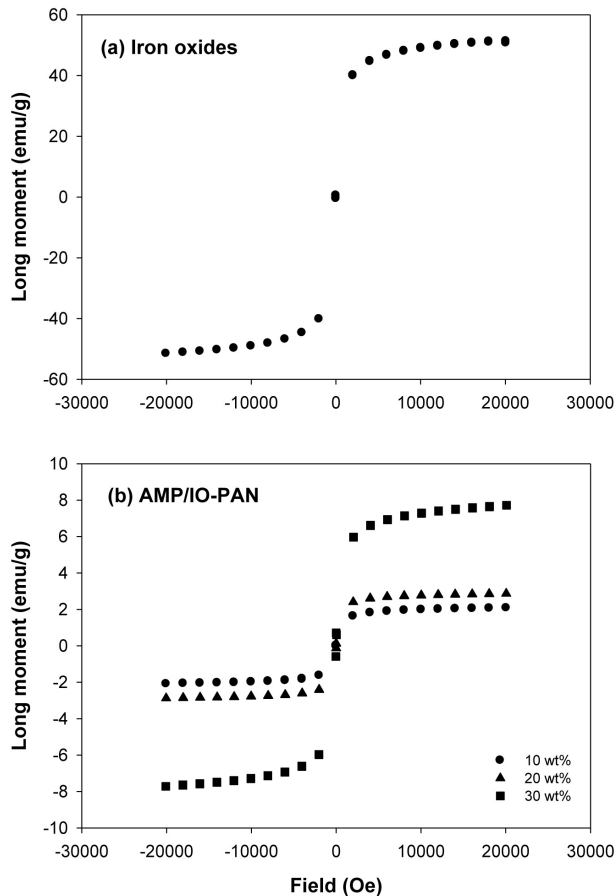 60
(a) Iron oxides
40
20
0
-20
-40
-60
Long moment (emu/g)
-30000 -20000 -10000 0 10000 20000 30000
10
(b) AMP/IO-PAN
8
6
4
2
0
-2
-4
-6
-8
-10
Long moment (emu/g)
10 wt%
20 wt%
30 wt%
-30000 -20000 -10000 0 10000 20000 30000
Field (Oe)